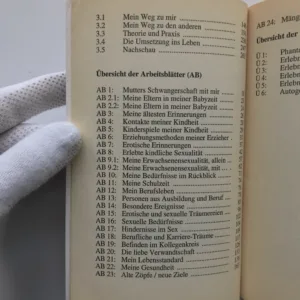 3.1 Mein Weg zu mir
3.2 Mein Weg zu den anderen
3.3 Theorie und Praxis
3.4 Die Umsetzung ins Leben
3.5 Nachschau
Übersicht der Arbeitsblätter (AB)
AB 1: Mutters Schwangerschaft mit mir
AB 2.1: Meine Eltern in meiner Babyzeit
AB 2.2: Meine Eltern in meiner Babyzeit
AB 3: Meine ältesten Erinnerungen
AB 4: Kontakte meiner Kindheit
AB 5: Kinderspiele meiner Kindheit
AB 6: Erziehungsmethoden meiner Erzieher
AB 7: Erotische Erinnerungen
AB 8: Erlebte kindliche Sexualität
AB 9.1: Meine Erwachsenensexualität, allein
AB 9.2: Meine Erwachsenensexualität, mit
AB 10: Meine Bedürfnisse im Rückblick
AB 11: Meine Schulzeit
AB 12: Mein Berufsleben
AB 13: Personen aus Ausbildung und Beruf
AB 14: Besondere Ereignisse
AB 15: Erotische und sexuelle Träumereien
AB 16: Sexuelle Bedürfnisse
AB 17: Hindernisse im Sex
AB 18: Berufliche und Karriere-Träume
AB 19: Befinden im Kollegenkreis
AB 20: Die liebe Verwandtschaft
AB 21: Mein Lebensstandard
AB 22: Meine Gesundheit
AB 23: Alte Zöpfe / neue Ziele
AB 24:
Übersicht der
Ü 1:
Ü 2:
Ü 3:
Ü 4:
Ü 5:
Ü 6: